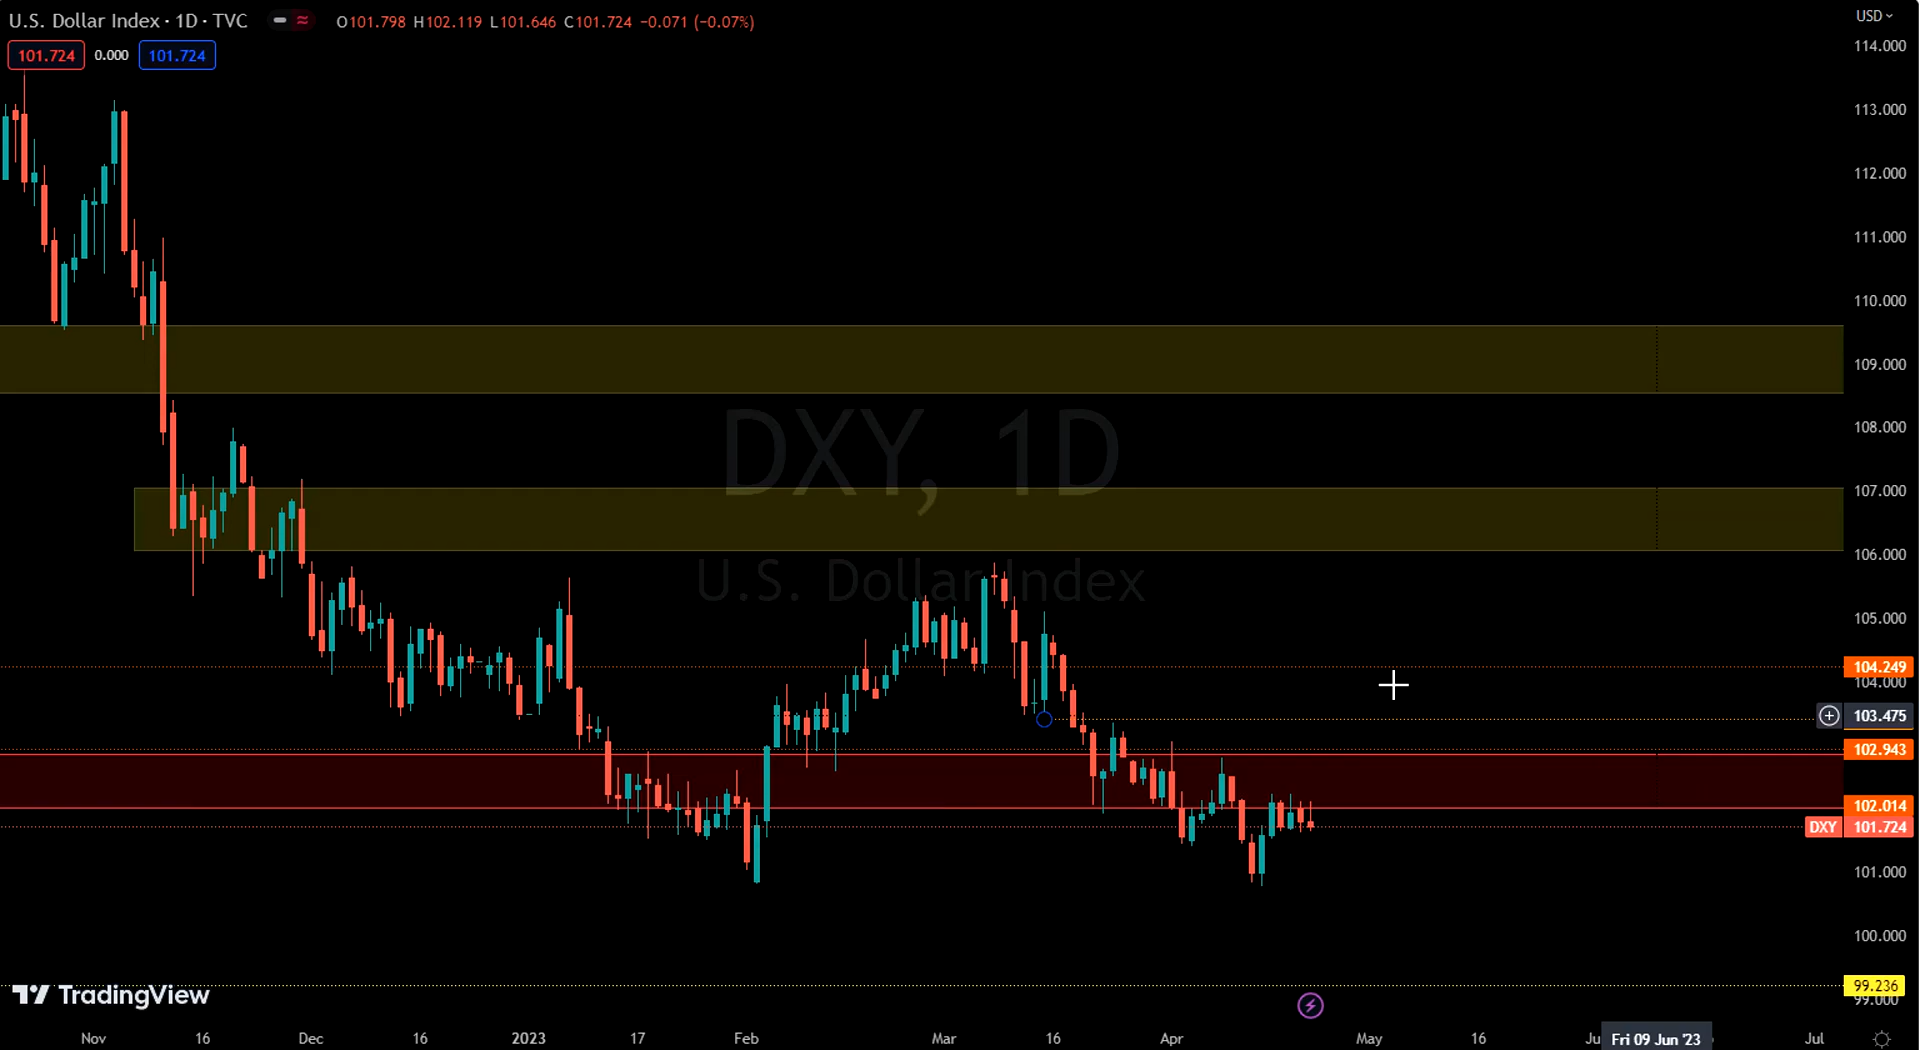 U.S. Dollar Index · 1D · TVC O101.798 H102.119 L101.646 C101.724 −0.071 (−0.07%)
USD
101.724 0.000 101.724
114.000
113.000
112.000
111.000
110.000
109.000
108.000
107.000
106.000
105.000
104.249
104.000
103.475
102.943
102.014
DXY 101.724
101.000
100.000
99.236
99.000
DXY, 1D
U.S. Dollar Index
TradingView
Nov 16 Dec 16 2023 17 Feb Mar 16 Apr May 16 Ju Fri 09 Jun '23 Jul